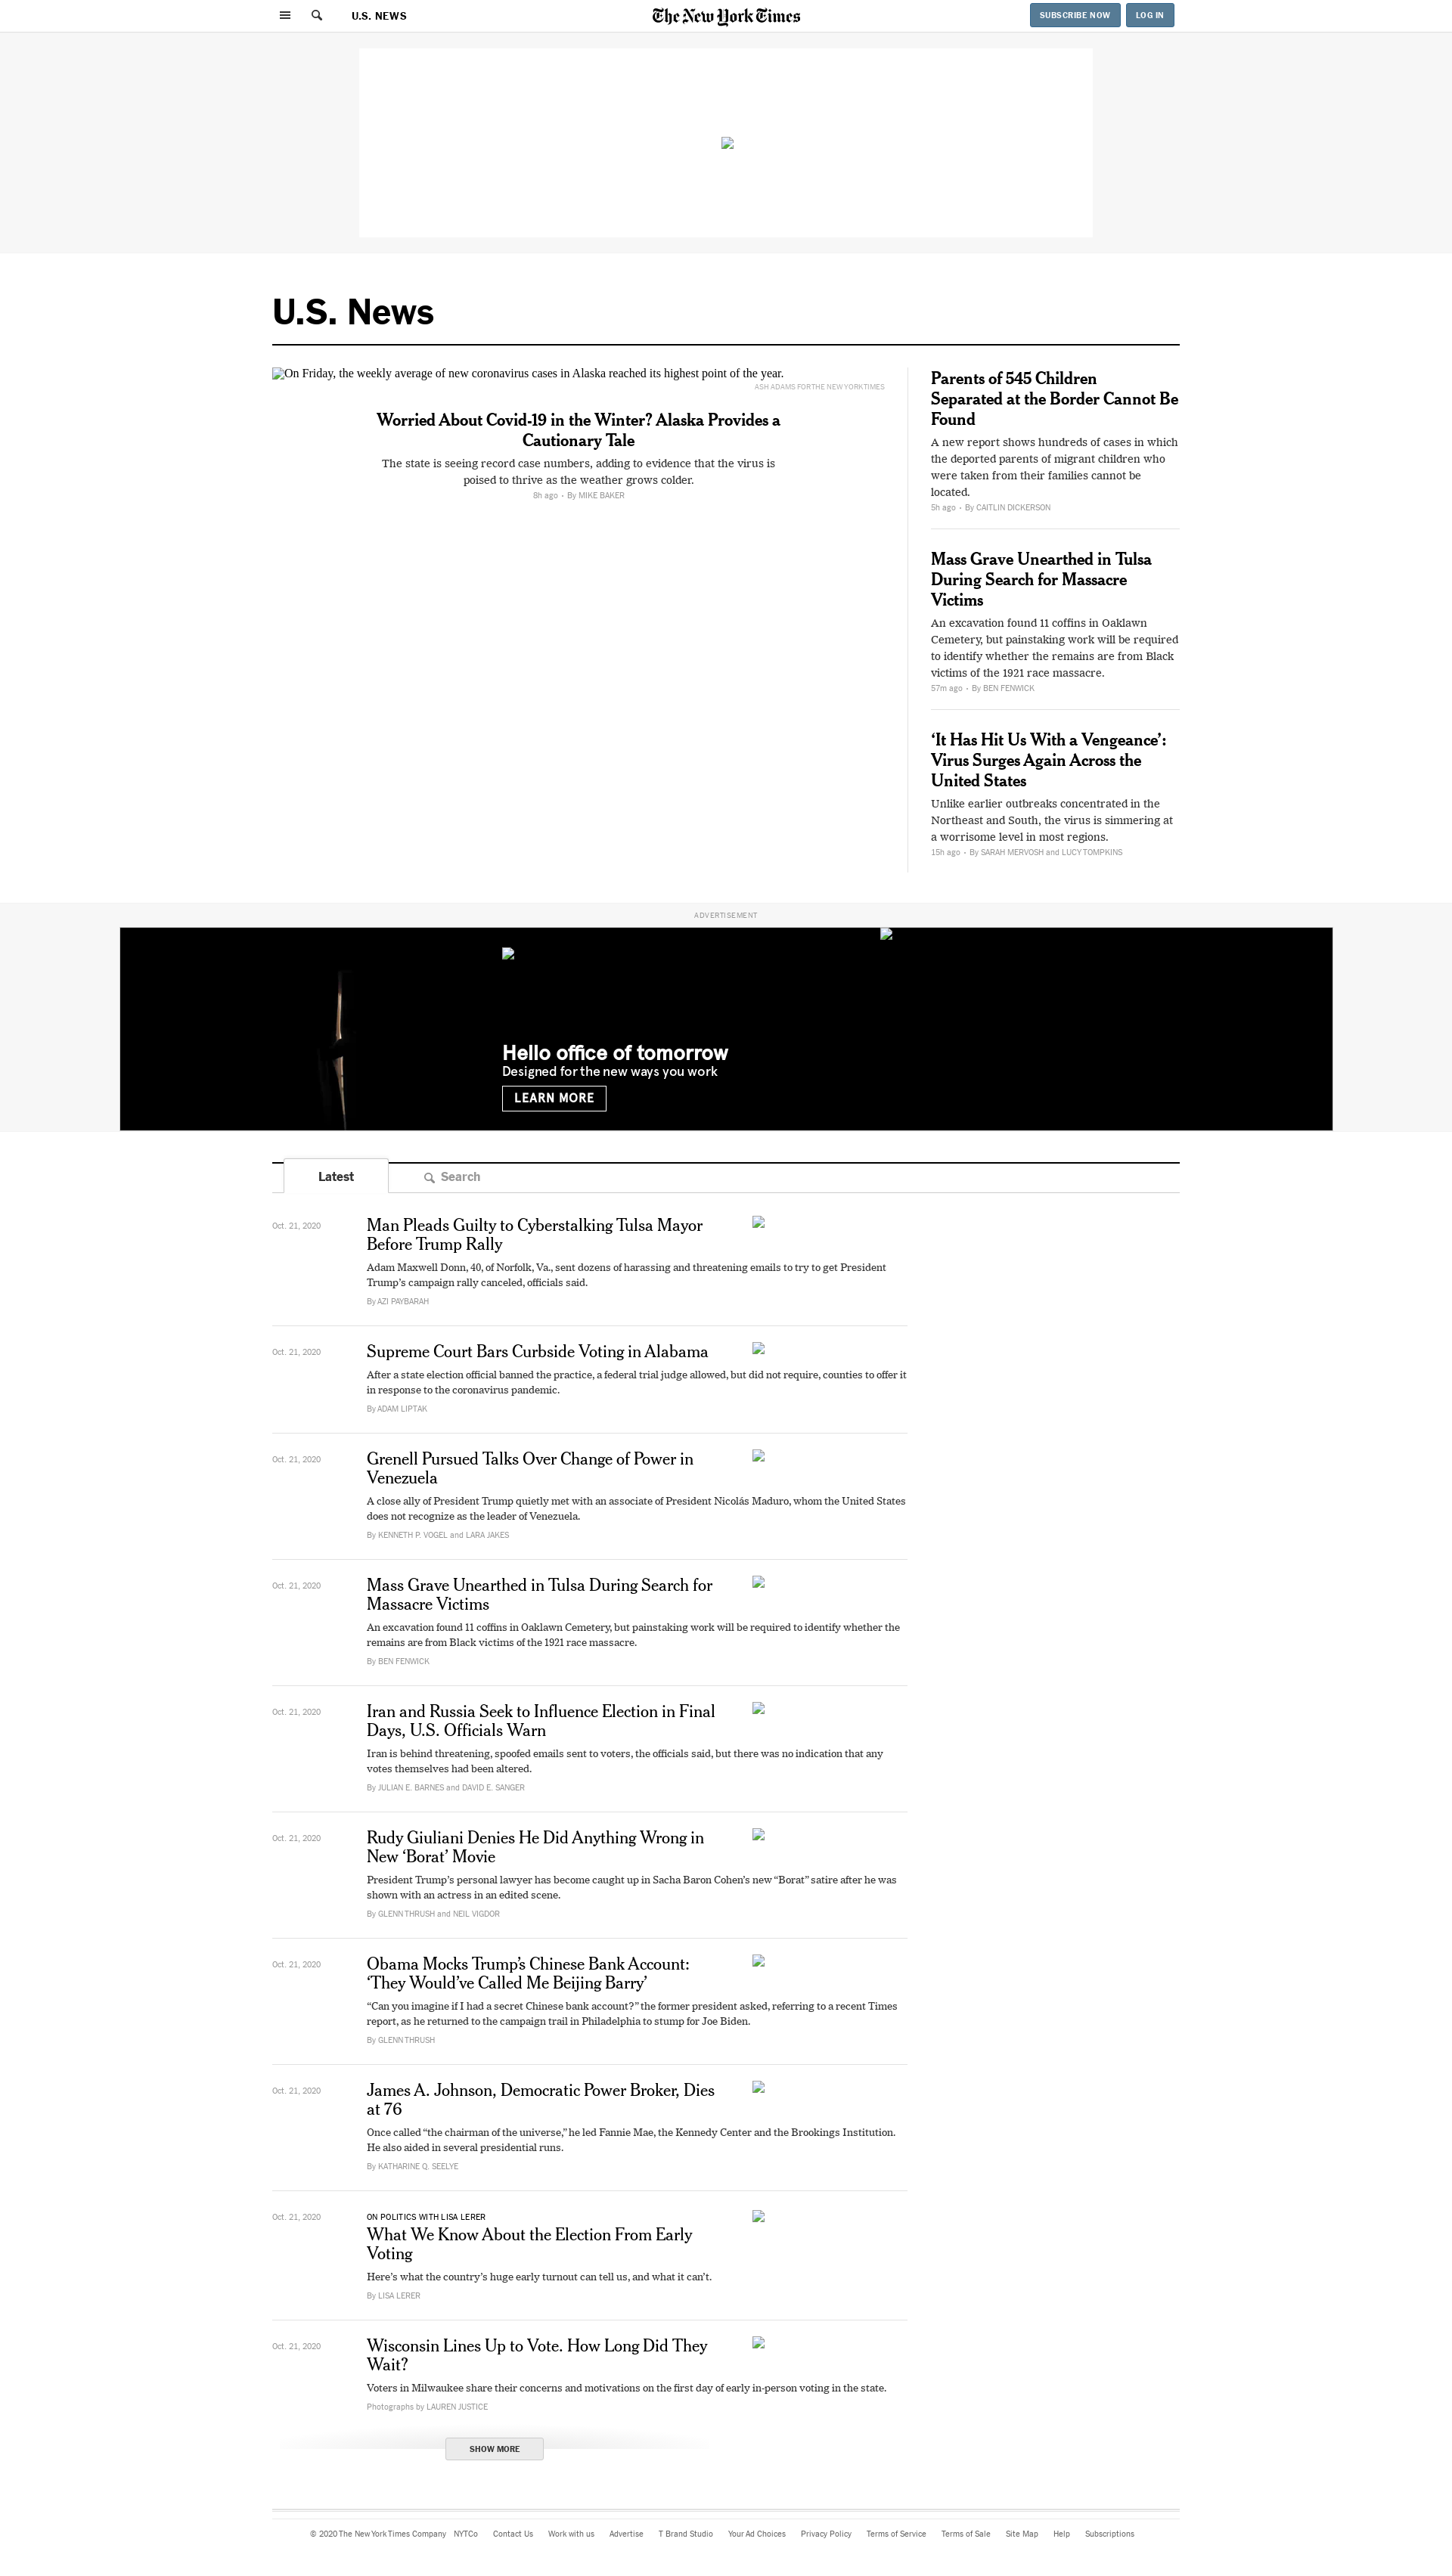 U.S. NEWS
The New York Times
SUBSCRIBE NOW
LOG IN
U.S. News
On Friday, the weekly average of new coronavirus cases in Alaska reached its highest point of the year.
ASH ADAMS FOR THE NEW YORK TIMES
Worried About Covid-19 in the Winter? Alaska Provides a
Cautionary Tale
The state is seeing record case numbers, adding to evidence that the virus is
poised to thrive as the weather grows colder.
8h ago • By MIKE BAKER
Parents of 545 Children
Separated at the Border Cannot Be
Found
A new report shows hundreds of cases in which
the deported parents of migrant children who
were taken from their families cannot be
located.
5h ago • By CAITLIN DICKERSON
Mass Grave Unearthed in Tulsa
During Search for Massacre
Victims
An excavation found 11 coffins in Oaklawn
Cemetery, but painstaking work will be required
to identify whether the remains are from Black
victims of the 1921 race massacre.
57m ago • By BEN FENWICK
‘It Has Hit Us With a Vengeance’:
Virus Surges Again Across the
United States
Unlike earlier outbreaks concentrated in the
Northeast and South, the virus is simmering at
a worrisome level in most regions.
15h ago • By SARAH MERVOSH and LUCY TOMPKINS
ADVERTISEMENT
Hello office of tomorrow
Designed for the new ways you work
LEARN MORE
Latest
Search
Oct. 21, 2020
Man Pleads Guilty to Cyberstalking Tulsa Mayor
Before Trump Rally
Adam Maxwell Donn, 40, of Norfolk, Va., sent dozens of harassing and threatening emails to try to get President
Trump’s campaign rally canceled, officials said.
By AZI PAYBARAH
Oct. 21, 2020
Supreme Court Bars Curbside Voting in Alabama
After a state election official banned the practice, a federal trial judge allowed, but did not require, counties to offer it
in response to the coronavirus pandemic.
By ADAM LIPTAK
Oct. 21, 2020
Grenell Pursued Talks Over Change of Power in
Venezuela
A close ally of President Trump quietly met with an associate of President Nicolás Maduro, whom the United States
does not recognize as the leader of Venezuela.
By KENNETH P. VOGEL and LARA JAKES
Oct. 21, 2020
Mass Grave Unearthed in Tulsa During Search for
Massacre Victims
An excavation found 11 coffins in Oaklawn Cemetery, but painstaking work will be required to identify whether the
remains are from Black victims of the 1921 race massacre.
By BEN FENWICK
Oct. 21, 2020
Iran and Russia Seek to Influence Election in Final
Days, U.S. Officials Warn
Iran is behind threatening, spoofed emails sent to voters, the officials said, but there was no indication that any
votes themselves had been altered.
By JULIAN E. BARNES and DAVID E. SANGER
Oct. 21, 2020
Rudy Giuliani Denies He Did Anything Wrong in
New ‘Borat’ Movie
President Trump’s personal lawyer has become caught up in Sacha Baron Cohen’s new “Borat” satire after he was
shown with an actress in an edited scene.
By GLENN THRUSH and NEIL VIGDOR
Oct. 21, 2020
Obama Mocks Trump’s Chinese Bank Account:
‘They Would’ve Called Me Beijing Barry’
“Can you imagine if I had a secret Chinese bank account?” the former president asked, referring to a recent Times
report, as he returned to the campaign trail in Philadelphia to stump for Joe Biden.
By GLENN THRUSH
Oct. 21, 2020
James A. Johnson, Democratic Power Broker, Dies
at 76
Once called “the chairman of the universe,” he led Fannie Mae, the Kennedy Center and the Brookings Institution.
He also aided in several presidential runs.
By KATHARINE Q. SEELYE
Oct. 21, 2020
ON POLITICS WITH LISA LERER
What We Know About the Election From Early
Voting
Here’s what the country’s huge early turnout can tell us, and what it can’t.
By LISA LERER
Oct. 21, 2020
Wisconsin Lines Up to Vote. How Long Did They
Wait?
Voters in Milwaukee share their concerns and motivations on the first day of early in-person voting in the state.
Photographs by LAUREN JUSTICE
SHOW MORE
© 2020 The New York Times Company NYTCo Contact Us Work with us Advertise T Brand Studio Your Ad Choices Privacy Policy Terms of Service Terms of Sale Site Map Help Subscriptions